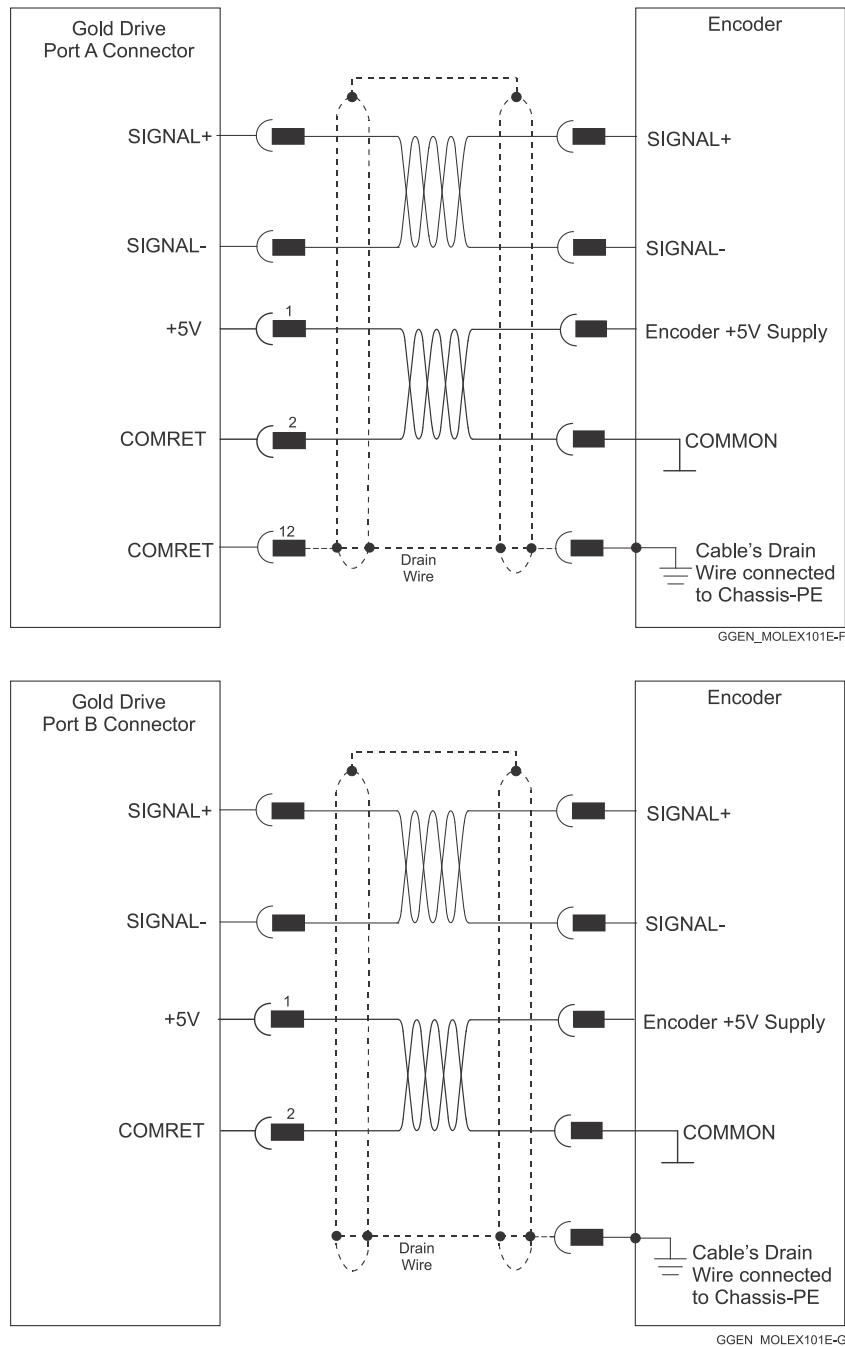 Gold Drive
Port A Connector
Encoder
SIGNAL+
SIGNAL+
SIGNAL-
SIGNAL-
+5V
1
Encoder +5V Supply
COMRET
2
COMMON
COMRET
12
Drain
Wire
Cable's Drain
Wire connected
to Chassis-PE
GGEN_MOLEX101E-F
Gold Drive
Port B Connector
Encoder
SIGNAL+
SIGNAL+
SIGNAL-
SIGNAL-
+5V
1
Encoder +5V Supply
COMRET
2
COMMON
Drain
Wire
Cable's Drain
Wire connected
to Chassis-PE
GGEN_MOLEX101E-G